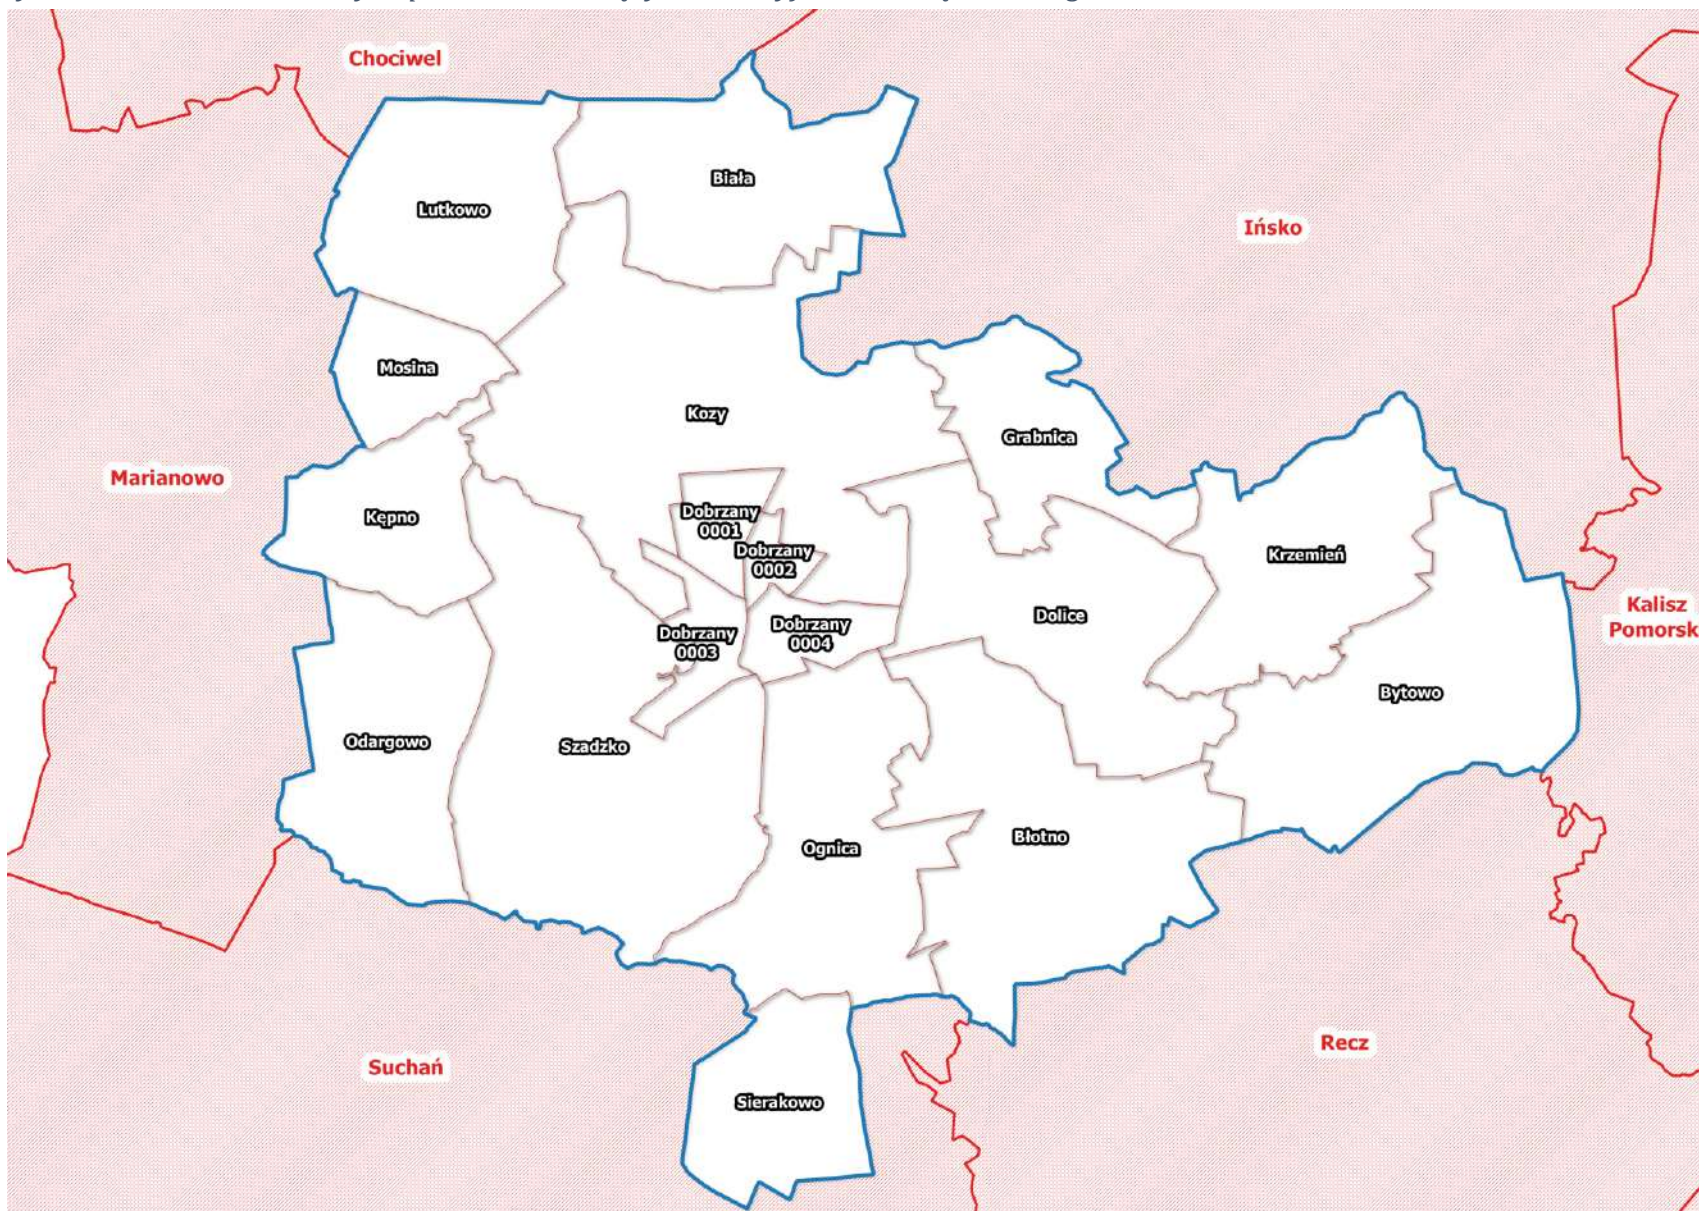 Chociwel
Biała
Lutkowo
Ińsko
Mosina
Kozy
Grabnica
Marianowo
Kępno
Dobrzany
0001
Dobrzany
0002
Krzemień
Kalisz
Pomorsk
Dolice
Dobrzany
0003
Dobrzany
0004
Bytowo
Odargowo
Szadzko
Błotno
Ognica
Recz
Suchań
Sierakowo